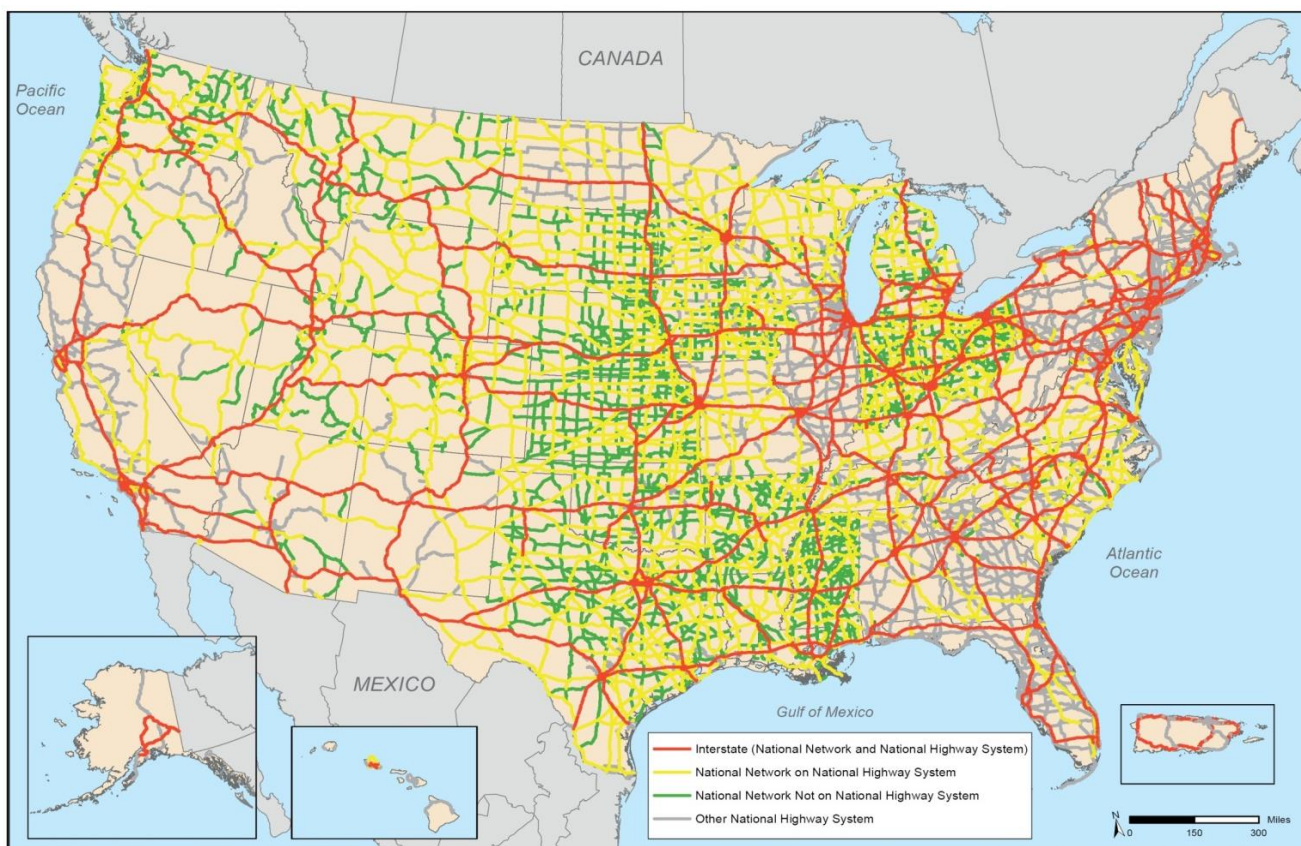 CANADA
Pacific
Ocean
Atlantic
Ocean
MEXICO
Gulf of Mexico
Interstate (National Network and National Highway System)
National Network on National Highway System
National Network Not on National Highway System
Other National Highway System
N
Miles
0 150 300